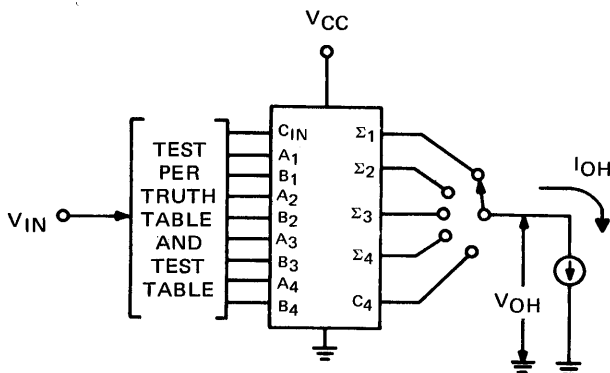 VCC
VIN
TEST
PER
TRUTH
TABLE
AND
TEST
TABLE
CIN
A1
B1
A2
B2
A3
B3
A4
B4
Σ1
Σ2
Σ3
Σ4
C4
IOH
VOH